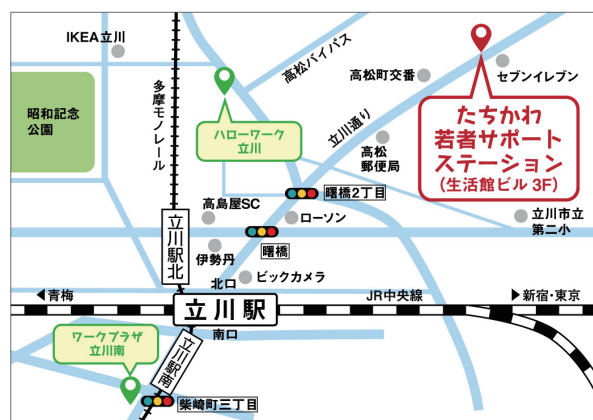 IKEA立川
高松バイパス
高松町交番
セブンイレブン
昭和記念
公園
多摩モノレール
ハローワーク
立川
立川通り
高松
郵便局
たちかわ
若者サポート
ステーション
(生活館ビル 3F)
曙橋2丁目
高島屋SC
ローソン
立川市立
第二小
立川駅北
伊勢丹
曙橋
北口
ビックカメラ
青梅
立川駅
JR中央線
新宿・東京
南口
ワークプラザ
立川南
立川駅南
柴崎町三丁目